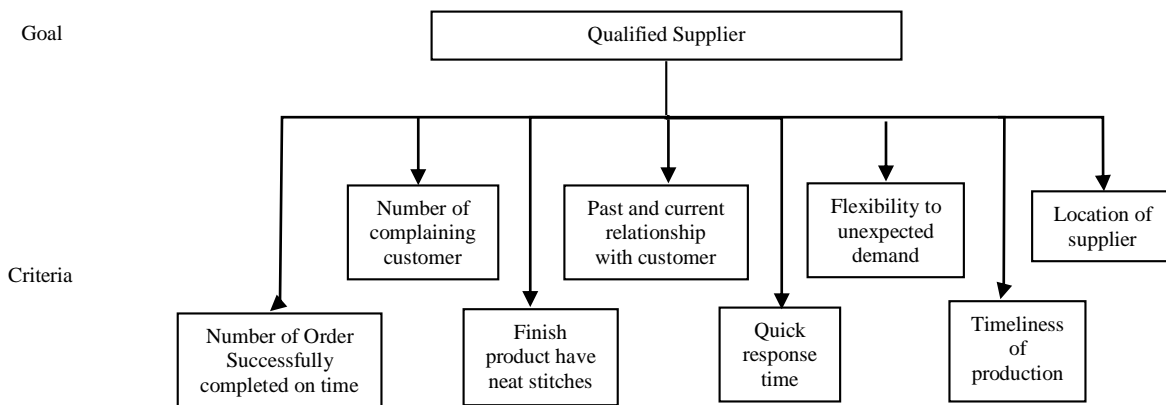 Goal
Qualified Supplier
Number of
complaining
customer
Past and current
relationship
with customer
Flexibility to
unexpected
demand
Location of
supplier
Criteria
Number of Order
Successfully
completed on time
Finish
product have
neat stitches
Quick
response
time
Timeliness
of
production